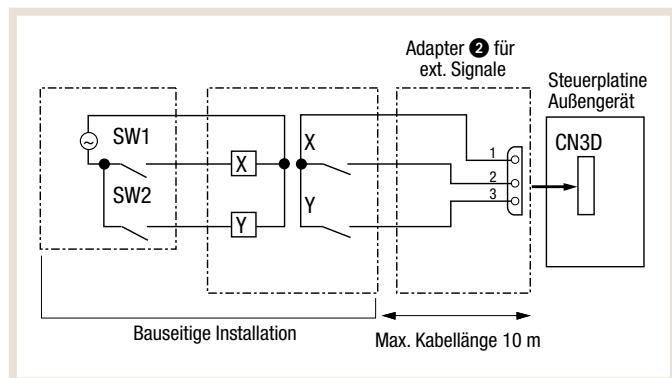 Adapter ❷ für
ext. Signale
Steuerplatine
Außengerät
CN3D
SW1
SW2
X
Y
X
Y
1
2
3
Bauseitige Installation
Max. Kabellänge 10 m